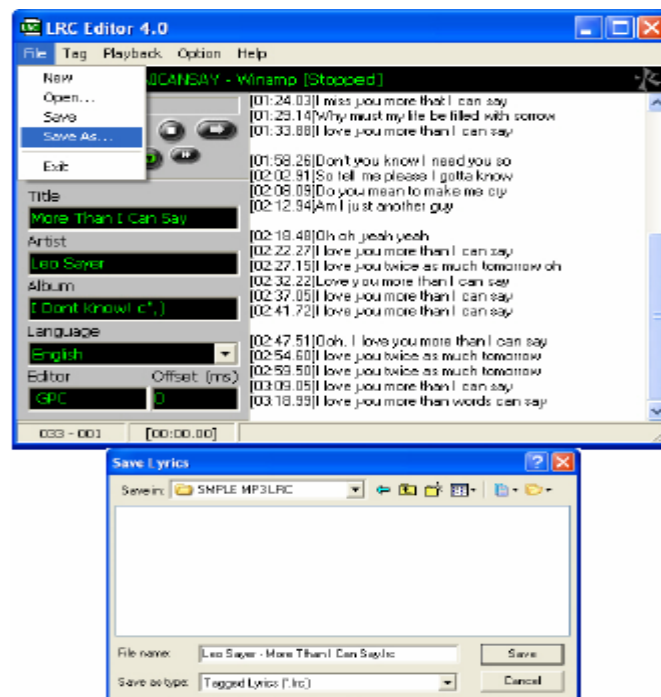 LRC Editor 4.0
File Tag Playback Option Help
New
Open...
Save
Save As...
Exit
ICANSAY - Winamp [Stopped]
Title
More Than I Can Say
Artist
Leo Sayer
Album
Language
English
Editor Offset (ms)
GPC 0
[01:24.03]I miss you more that I can say
[01:29.14]Why must my life be filled with sorrow
[01:33.88]I love you more than I can say
[01:58.26]Don't you know I need you so
[02:02.91]So tell me please I gotta know
[02:08.09]Do you mean to make me cry
[02:12.94]Am I just another guy
[02:19.48]Oh oh yeah yeah
[02:22.27]I love you more than I can say
[02:27.15]I love you twice as much tomorrow oh
[02:32.22]Love you more than I can say
[02:37.05]I love you more than I can say
[02:41.72]I love you more than I can say
[02:47.51]Ooh. I love you more than I can say
[02:54.60]I love you twice as much tomorrow
[02:59.50]I love you twice as much tomorrow
[03:09.05]I love you more than I can say
[03:18.99]I love you more than words can say
033 - 001 [00:00.00]
Save Lyrics
Save in: SMPLE MP3LRC
File name: Leo Sayer - More Than I Can Say.lrc
Save
Save as type: Tagged Lyrics (*.lrc)
Cancel